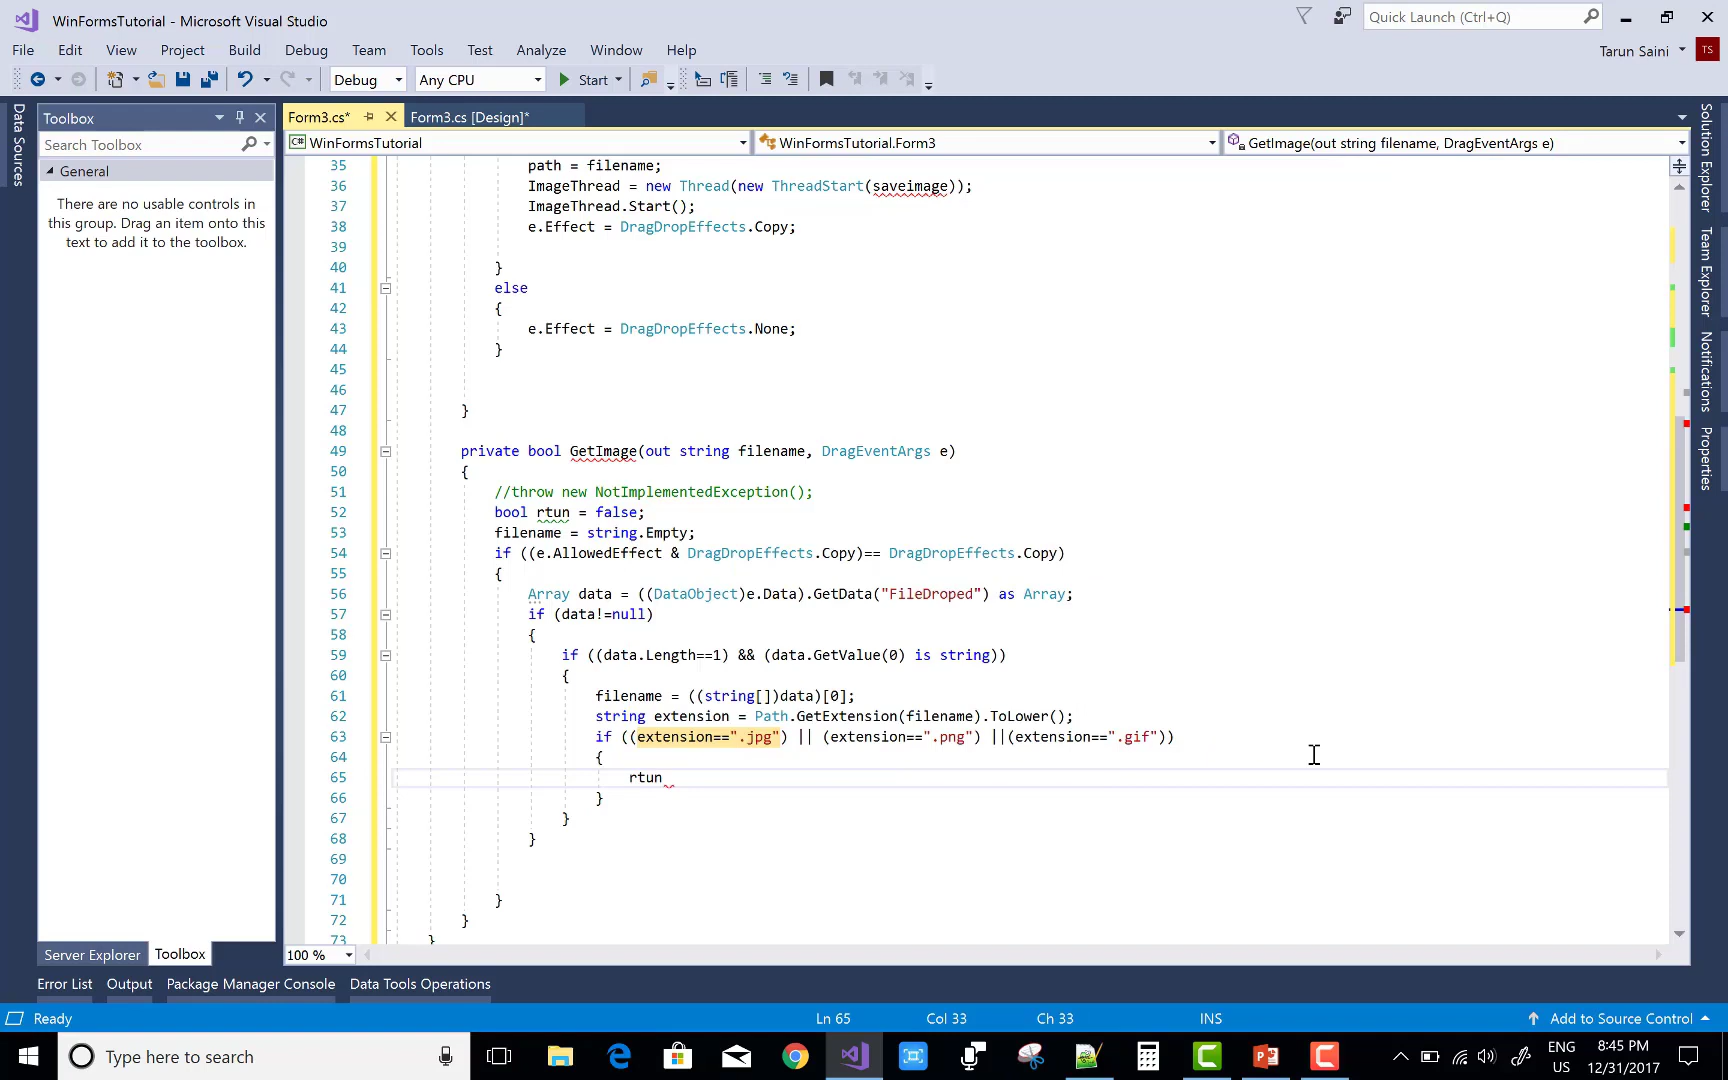 WinFormsTutorial - Microsoft Visual Studio
Quick Launch (Ctrl+Q)
File Edit View Project Build Debug Team Tools Test Analyze Window Help
Tarun Saini TS
Debug Any CPU Start
Data Sources
Toolbox
Search Toolbox
General
There are no usable controls in
this group. Drag an item onto this
text to add it to the toolbox.
Server Explorer Toolbox
Form3.cs* Form3.cs [Design]*
C# WinFormsTutorial WinFormsTutorial.Form3 GetImage(out string filename, DragEventArgs e)
35 path = filename;
36 ImageThread = new Thread(new ThreadStart(saveimage));
37 ImageThread.Start();
38 e.Effect = DragDropEffects.Copy;
39
40 }
41 else
42 {
43 e.Effect = DragDropEffects.None;
44 }
45
46
47 }
48
49 private bool GetImage(out string filename, DragEventArgs e)
50 {
51 //throw new NotImplementedException();
52 bool rtun = false;
53 filename = string.Empty;
54 if ((e.AllowedEffect & DragDropEffects.Copy)== DragDropEffects.Copy)
55 {
56 Array data = ((DataObject)e.Data).GetData("FileDroped") as Array;
57 if (data!=null)
58 {
59 if ((data.Length==1) && (data.GetValue(0) is string))
60 {
61 filename = ((string[])data)[0];
62 string extension = Path.GetExtension(filename).ToLower();
63 if ((extension==".jpg") || (extension==".png") ||(extension==".gif"))
64 {
65 rtun
66 }
67 }
68 }
69
70
71 }
72 }
73 }
100 %
Solution Explorer
Team Explorer
Notifications
Properties
Error List Output Package Manager Console Data Tools Operations
Ready Ln 65 Col 33 Ch 33 INS Add to Source Control
Type here to search
ENG
US
8:45 PM
12/31/2017